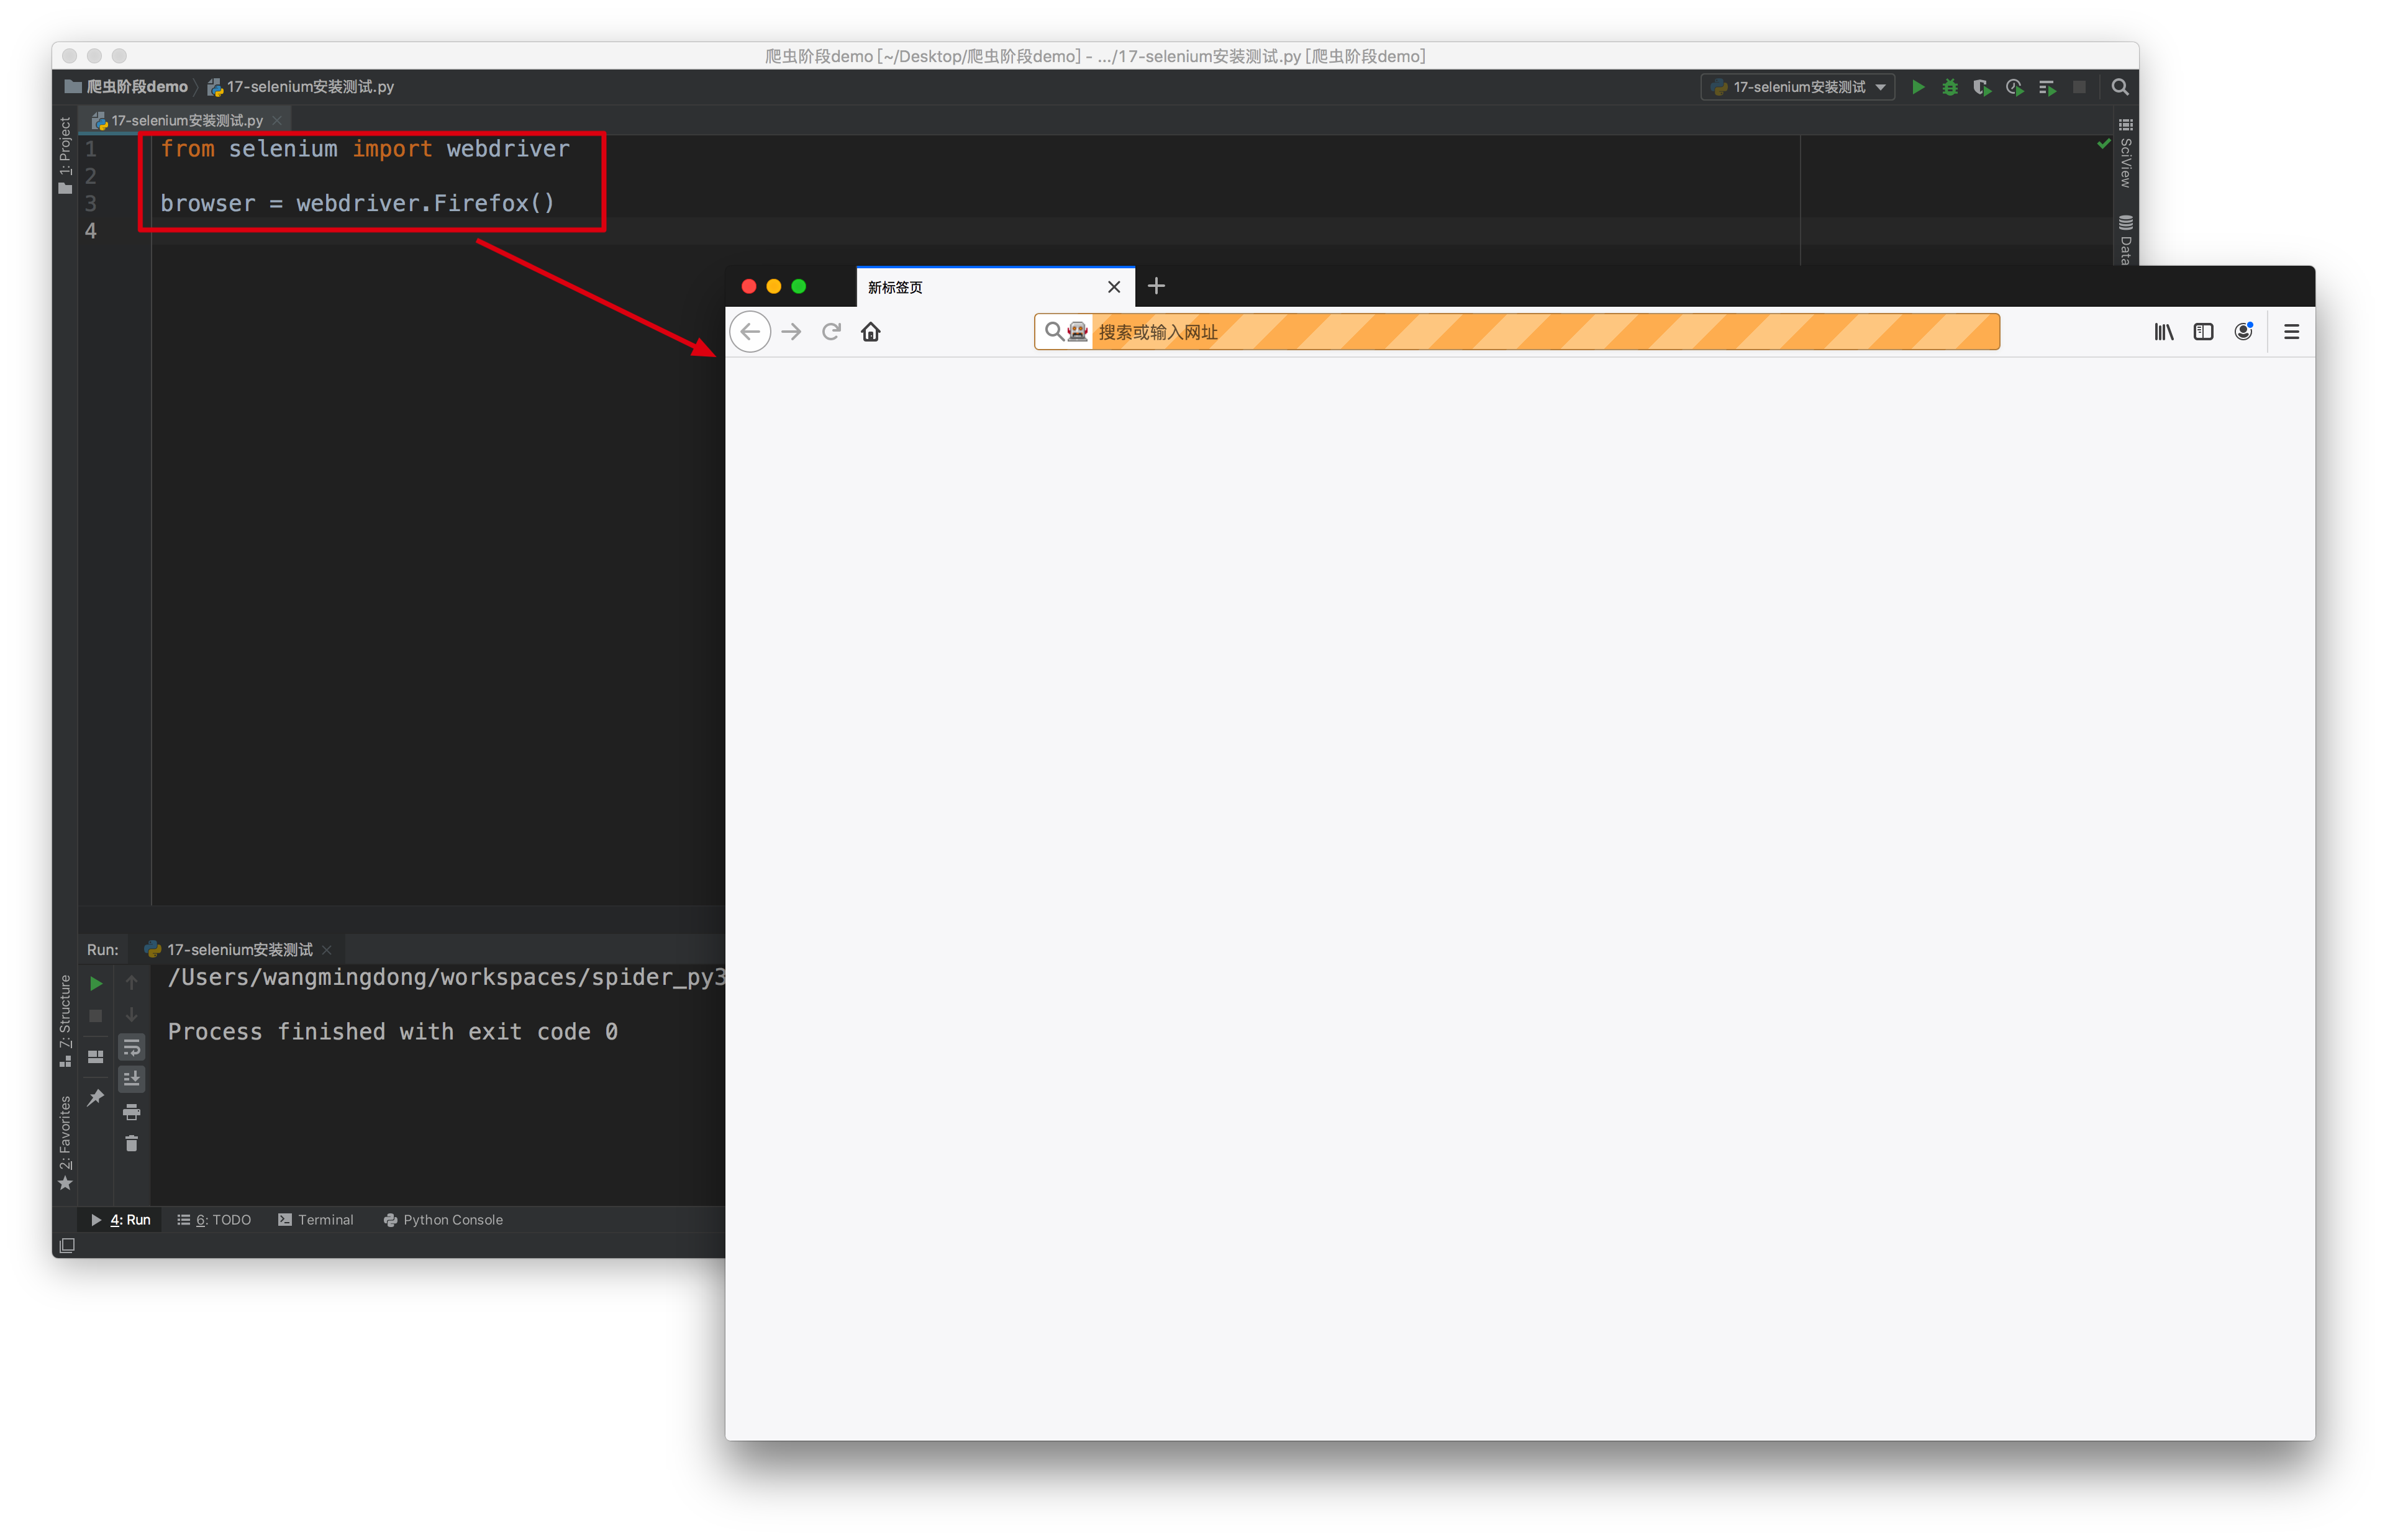 爬虫阶段demo [~/Desktop/爬虫阶段demo] - .../17-selenium安装测试.py [爬虫阶段demo]
爬虫阶段demo 17-selenium安装测试.py
17-selenium安装测试
17-selenium安装测试.py
1: Project
1 from selenium import webdriver
2
3 browser = webdriver.Firefox()
4
SciView
Data
新标签页
搜索或输入网址
Run: 17-selenium安装测试
/Users/wangmingdong/workspaces/spider_py3
Process finished with exit code 0
7: Structure
2: Favorites
4: Run 6: TODO Terminal Python Console